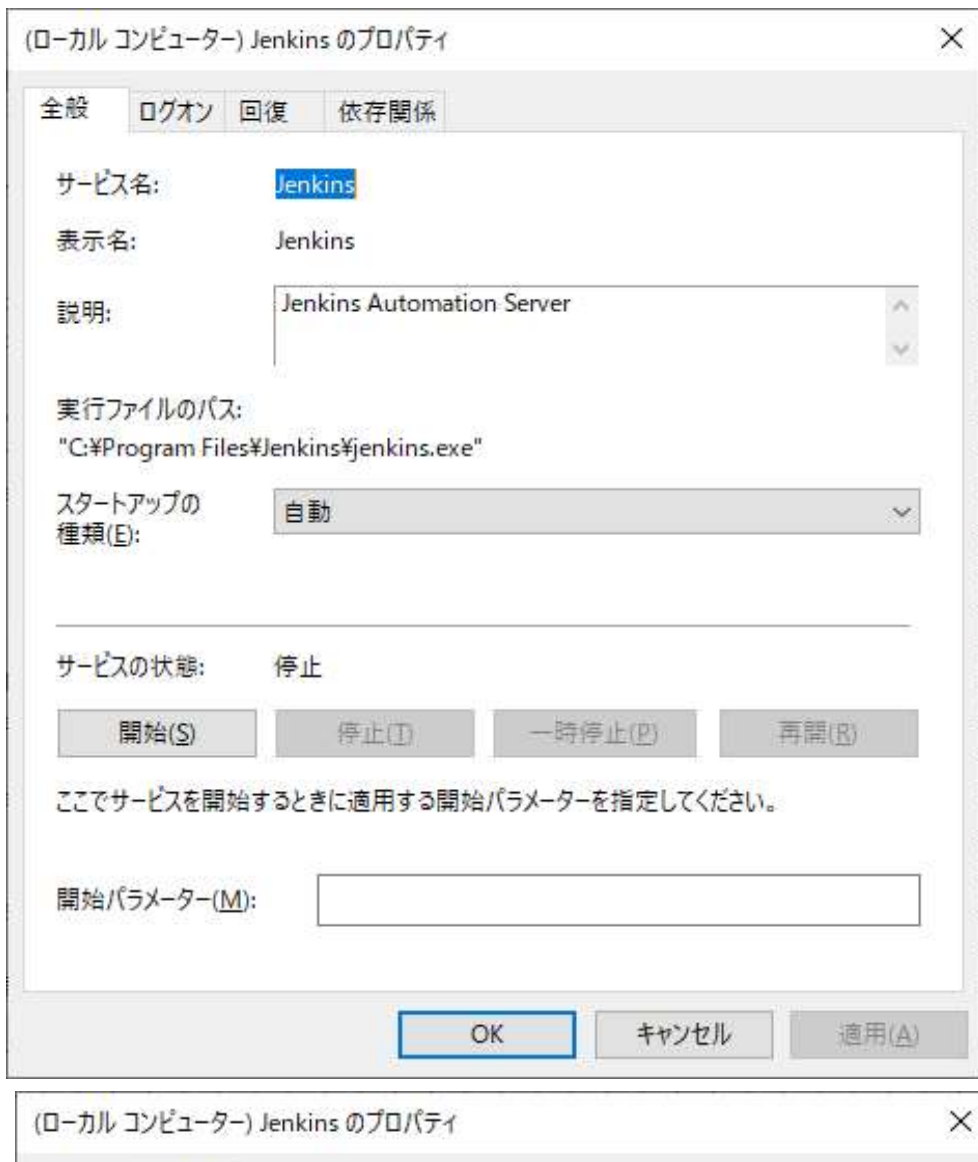 (ローカル コンピューター) Jenkins のプロパティ
全般 ログオン 回復 依存関係
サービス名: Jenkins
表示名: Jenkins
説明: Jenkins Automation Server
実行ファイルのパス:
"C:¥Program Files¥Jenkins¥jenkins.exe"
スタートアップの
種類(E): 自動
サービスの状態: 停止
開始(S) 停止(T) 一時停止(P) 再開(R)
ここでサービスを開始するときに適用する開始パラメーターを指定してください。
開始パラメーター(M):
OK キャンセル 適用(A)
(ローカル コンピューター) Jenkins のプロパティ